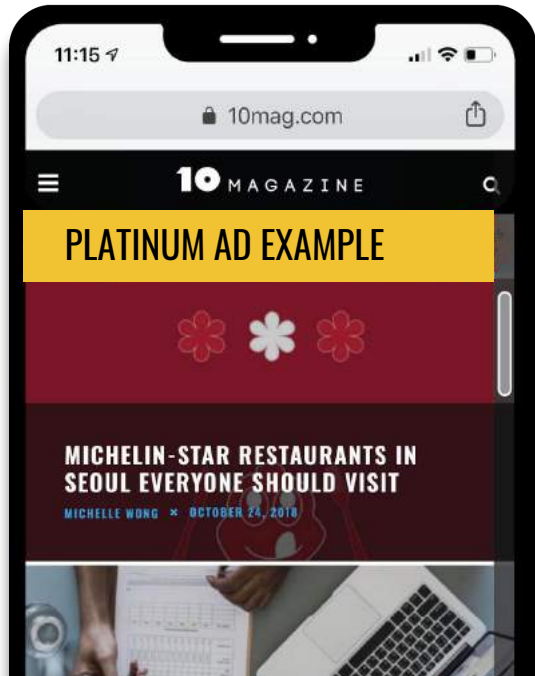 11:15
10mag.com
10 MAGAZINE
PLATINUM AD EXAMPLE
MICHELIN-STAR RESTAURANTS IN
SEOUL EVERYONE SHOULD VISIT
MICHELLE WONG × OCTOBER 24, 2018